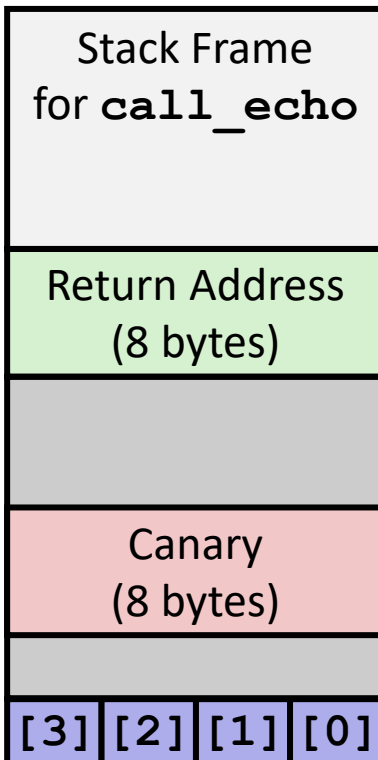 Stack Frame
for call_echo
Return Address
(8 bytes)
Canary
(8 bytes)
[3] [2] [1] [0]